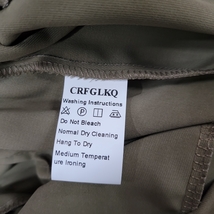 CRFGLKQ
Washing Instructions
Do Not Bleach
Normal Dry Cleaning
Hang To Dry
Medium Temperat
ure Ironing